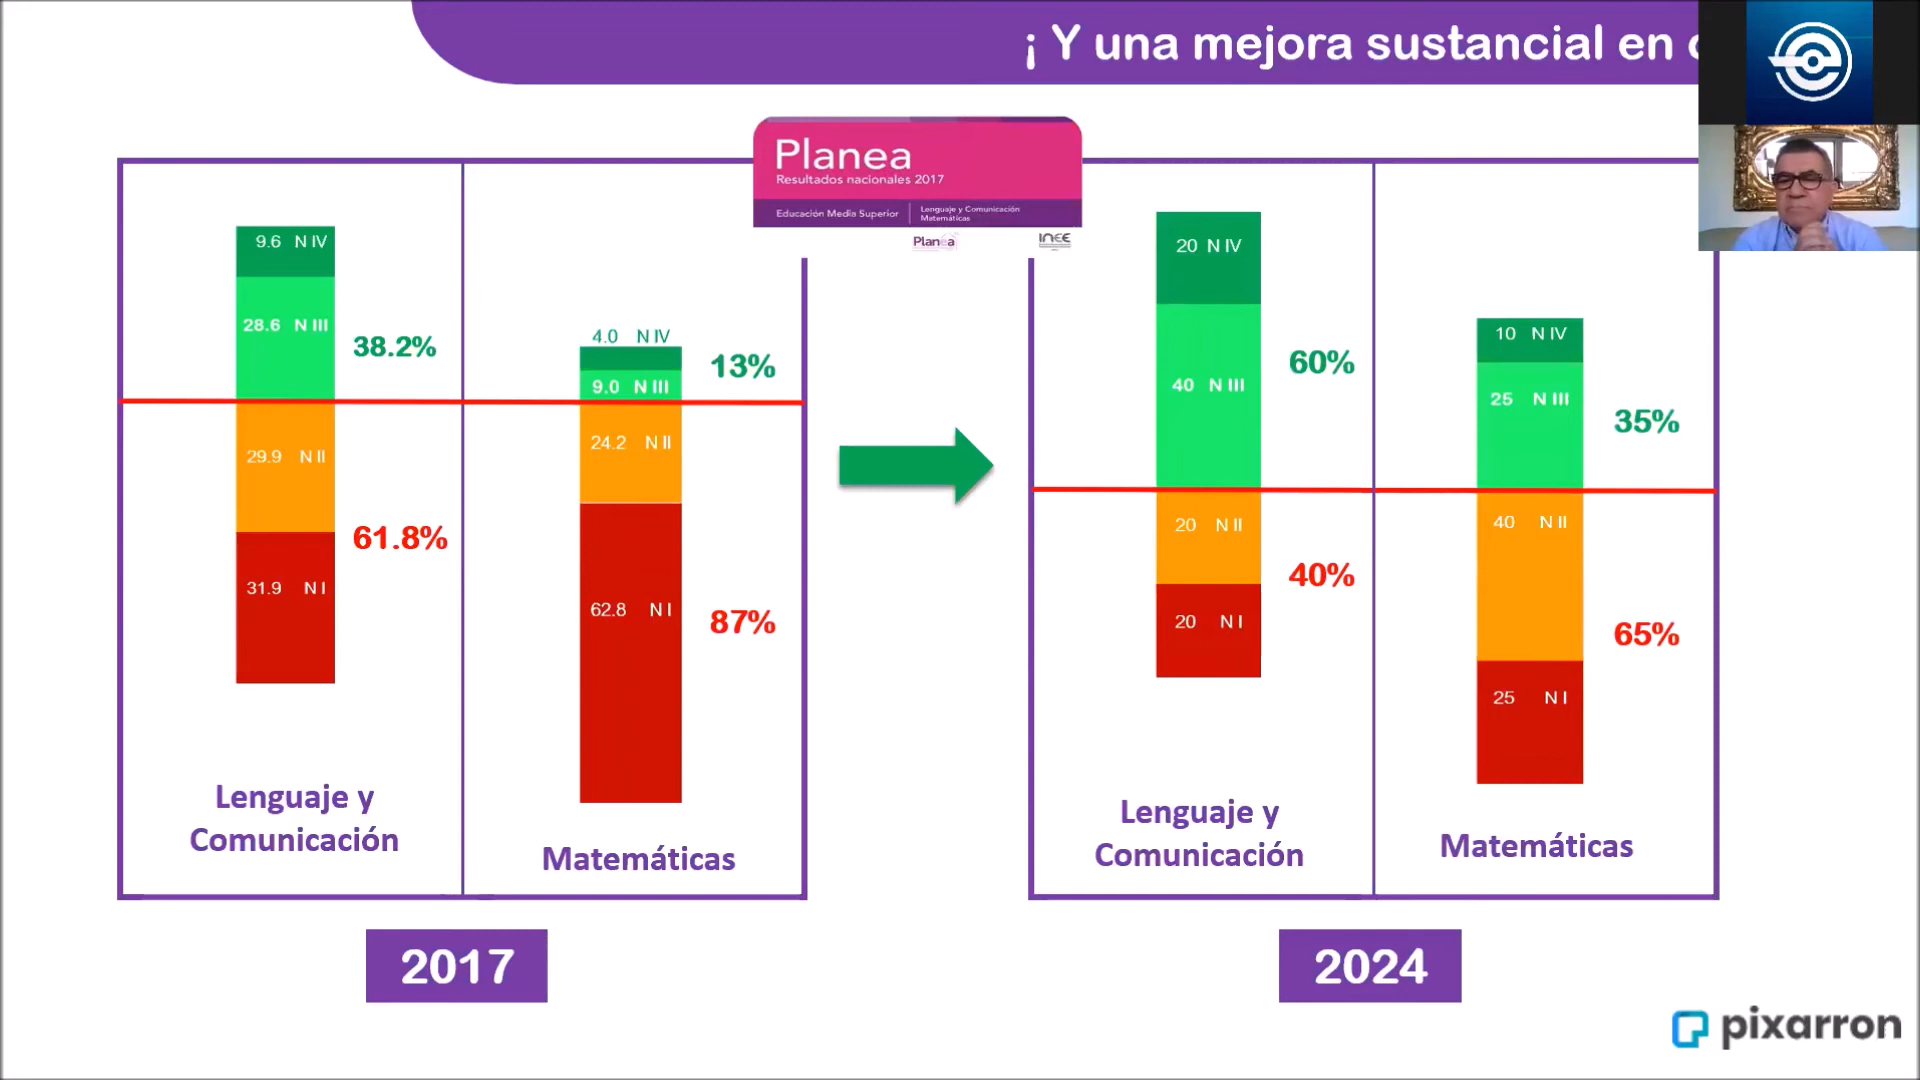 ¡ Y una mejora sustancial en
Planea
Resultados nacionales 2017
Educación Media Superior
Lenguaje y Comunicación
Matemáticas
Planea
INEE
9.6 N IV
28.6 N III
38.2%
29.9 N II
61.8%
31.9 N I
Lenguaje y
Comunicación
4.0 N IV
13%
9.0 N III
24.2 N II
62.8 N I
87%
Matemáticas
2017
20 N IV
60%
40 N III
20 N II
40%
20 N I
Lenguaje y
Comunicación
10 N IV
25 N III
35%
40 N II
65%
25 N I
Matemáticas
2024
pixarron